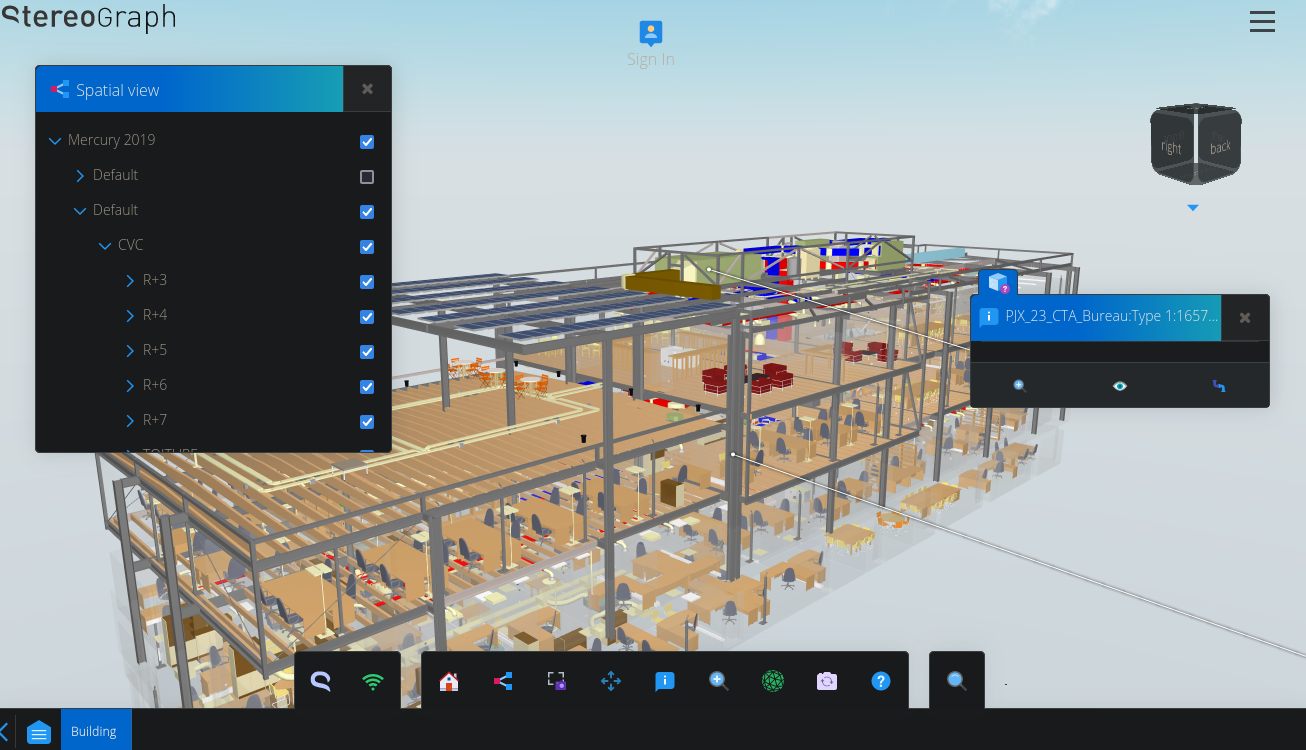 StereoGraph
Sign In
Spatial view
Mercury 2019
Default
Default
CVC
R+3
R+4
R+5
R+6
R+7
TOITURE
right
back
PJX_23_CTA_Bureau:Type 1:1657...
Building